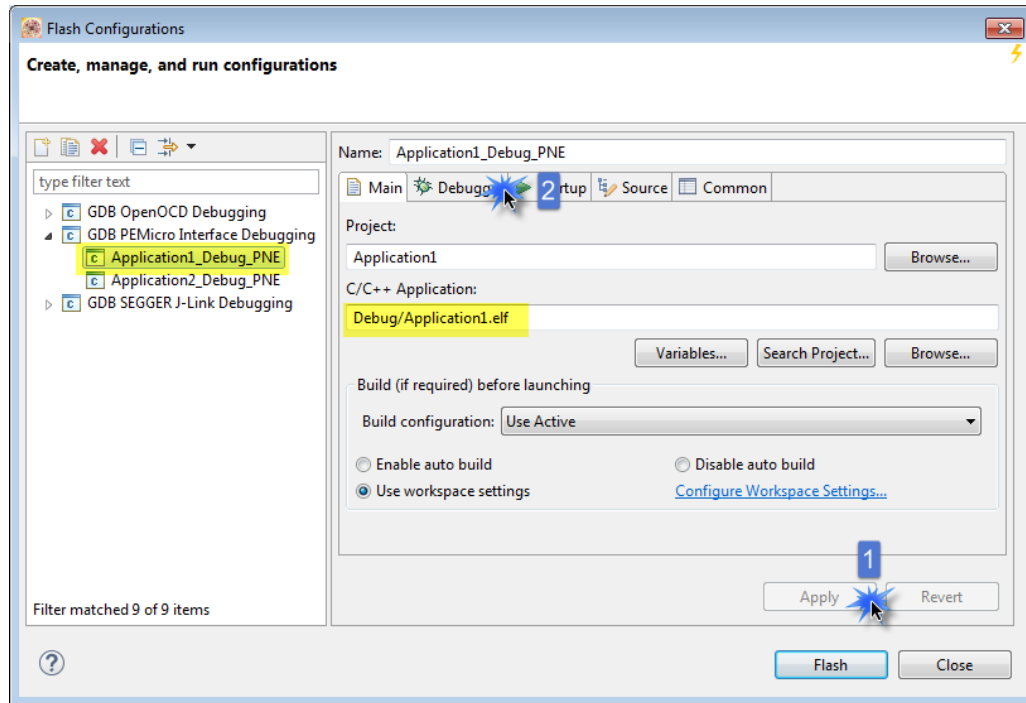 Flash Configurations
Create, manage, and run configurations
type filter text
GDB OpenOCD Debugging
GDB PEMicro Interface Debugging
Application1_Debug_PNE
Application2_Debug_PNE
GDB SEGGER J-Link Debugging
Filter matched 9 of 9 items
Name: Application1_Debug_PNE
Main Debugg 2 rtup Source Common
Project:
Application1 Browse...
C/C++ Application:
Debug/Application1.elf
Variables... Search Project... Browse...
Build (if required) before launching
Build configuration: Use Active
Enable auto build Disable auto build
Use workspace settings Configure Workspace Settings...
1
Apply Revert
? Flash Close